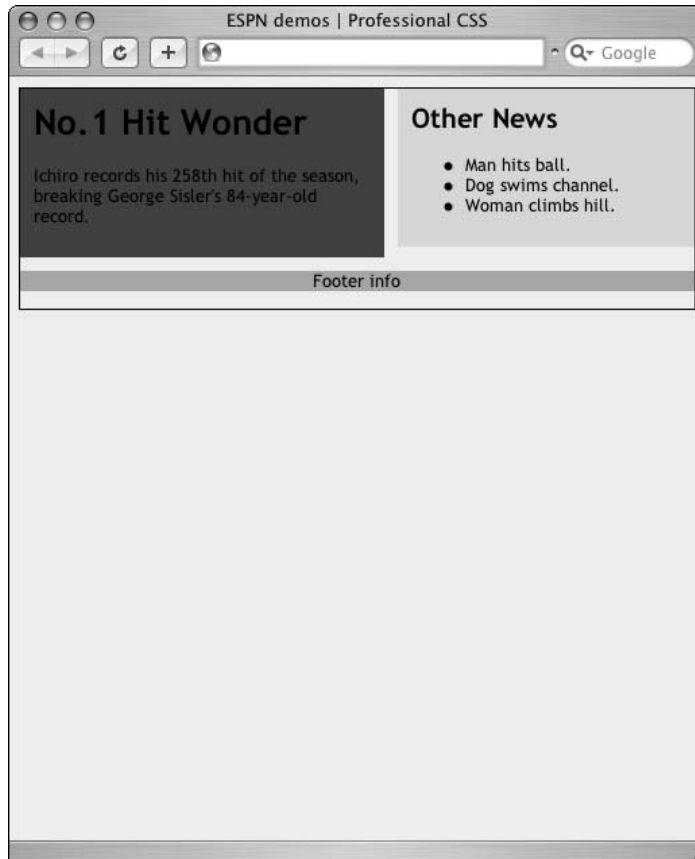 ESPN demos | Professional CSS
Google
No.1 Hit Wonder
Ichiro records his 258th hit of the season,
breaking George Sisler's 84-year-old
record.
Other News
Man hits ball.
Dog swims channel.
Woman climbs hill.
Footer info